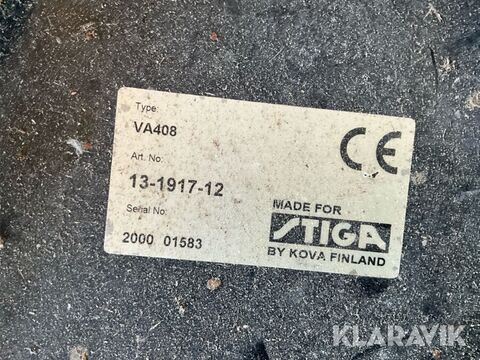 Type:
VA408
Art. No:
13-1917-12
Serial No:
2000 01583
CE
MADE FOR
STIGA
BY KOVA FINLAND
KLARAVIK